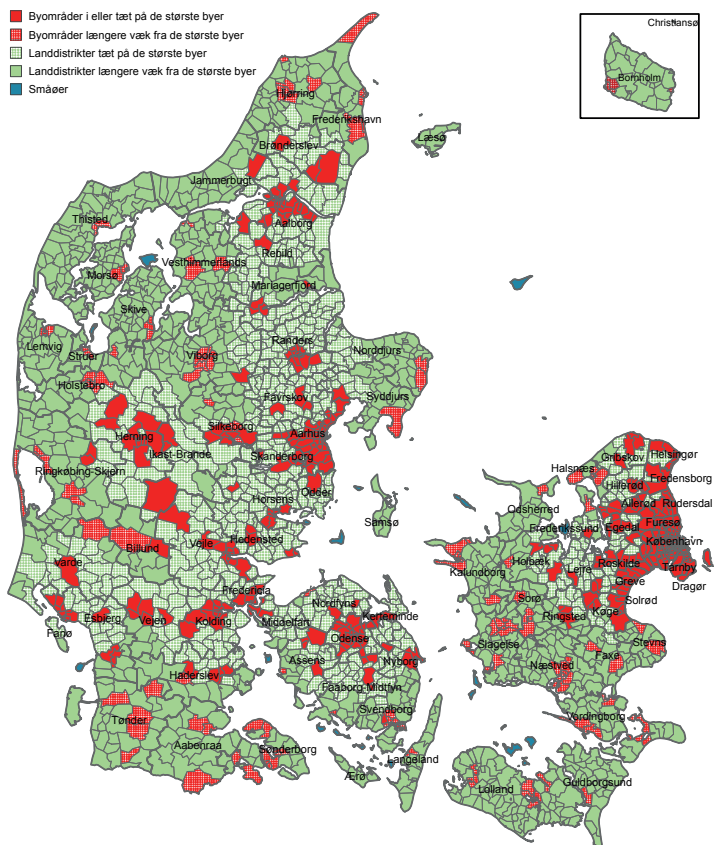 Byområder i eller tæt på de største byer
Byområder længere væk fra de største byer
Landdistrikter tæt på de største byer
Landdistrikter længere væk fra de største byer
Småøer
Christiansø
Bornholm
Hjørring
Frederikshavn
Læsø
Brønderslev
Jammerbugt
Thisted
Aalborg
Rebild
Vesthimmerlands
Morsø
Mariagerfjord
Skive
Lemvig
Struer
Viborg
Randers
Norddjurs
Holstebro
Favrskov
Syddjurs
Herning
Silkeborg
Aarhus
Ikast-Brande
Skanderborg
Ringkøbing-Skjern
Odder
Horsens
Samsø
Hedensted
Billund
Vejle
Varde
Fredericia
Esbjerg
Vejen
Kolding
Middelfart
Fanø
Nordfyns
Kerteminde
Odense
Assens
Nyborg
Haderslev
Faaborg-Midtfyn
Svendborg
Tønder
Aabenraa
Sønderborg
Langeland
Ærø
Gribskov
Helsingør
Halsnæs
Hillerød
Fredensborg
Odsherred
Allerød
Rudersdal
Frederikssund
Egedal
Furesø
København
Kalundborg
Holbæk
Lejre
Roskilde
Tårnby
Greve
Dragør
Sorø
Solrød
Ringsted
Køge
Slagelse
Stevns
Næstved
Faxe
Vordingborg
Lolland
Guldborgsund